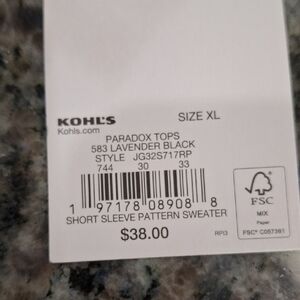 KOHL'S
SIZE XL
Kohls.com
PARADOX TOPS
583 LAVENDER BLACK
STYLE JG32S717RP
744 30 33
1 97178 08908 8
SHORT SLEEVE PATTERN SWEATER
$38.00
RPI3
FSC
MIX
Paper
FSC® C057361